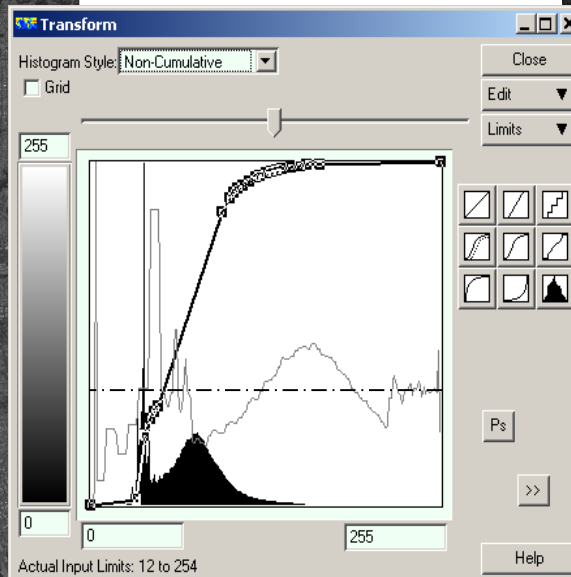 Transform
Histogram Style: Non-Cumulative
Close
Grid
Edit
Limits
255
Ps
>>
0
0
255
Actual Input Limits: 12 to 254
Help